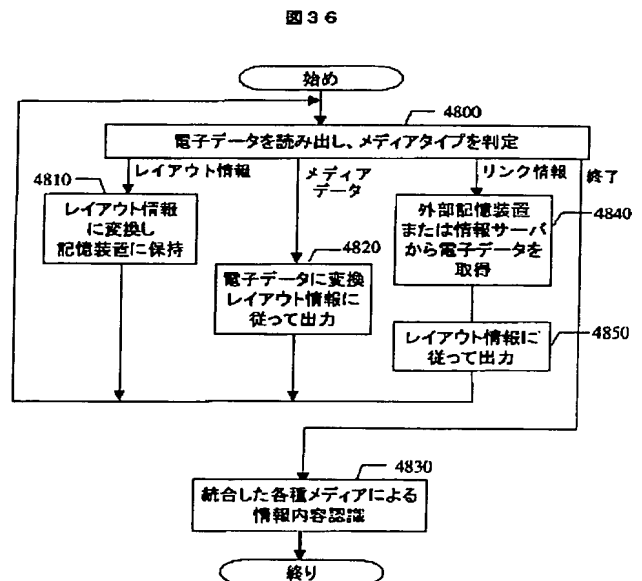 図36
始め
4800
電子データを読み出し、メディアタイプを判定
レイアウト情報
メディア
データ
リンク情報
終了
4810
レイアウト情報
に変換し
記憶装置に保持
4820
電子データに変換
レイアウト情報に
従って出力
外部記憶装置
または情報サーバ
から電子データを
取得
4840
レイアウト情報に
従って出力
4850
4830
統合した各種メディアによる
情報内容認識
終り